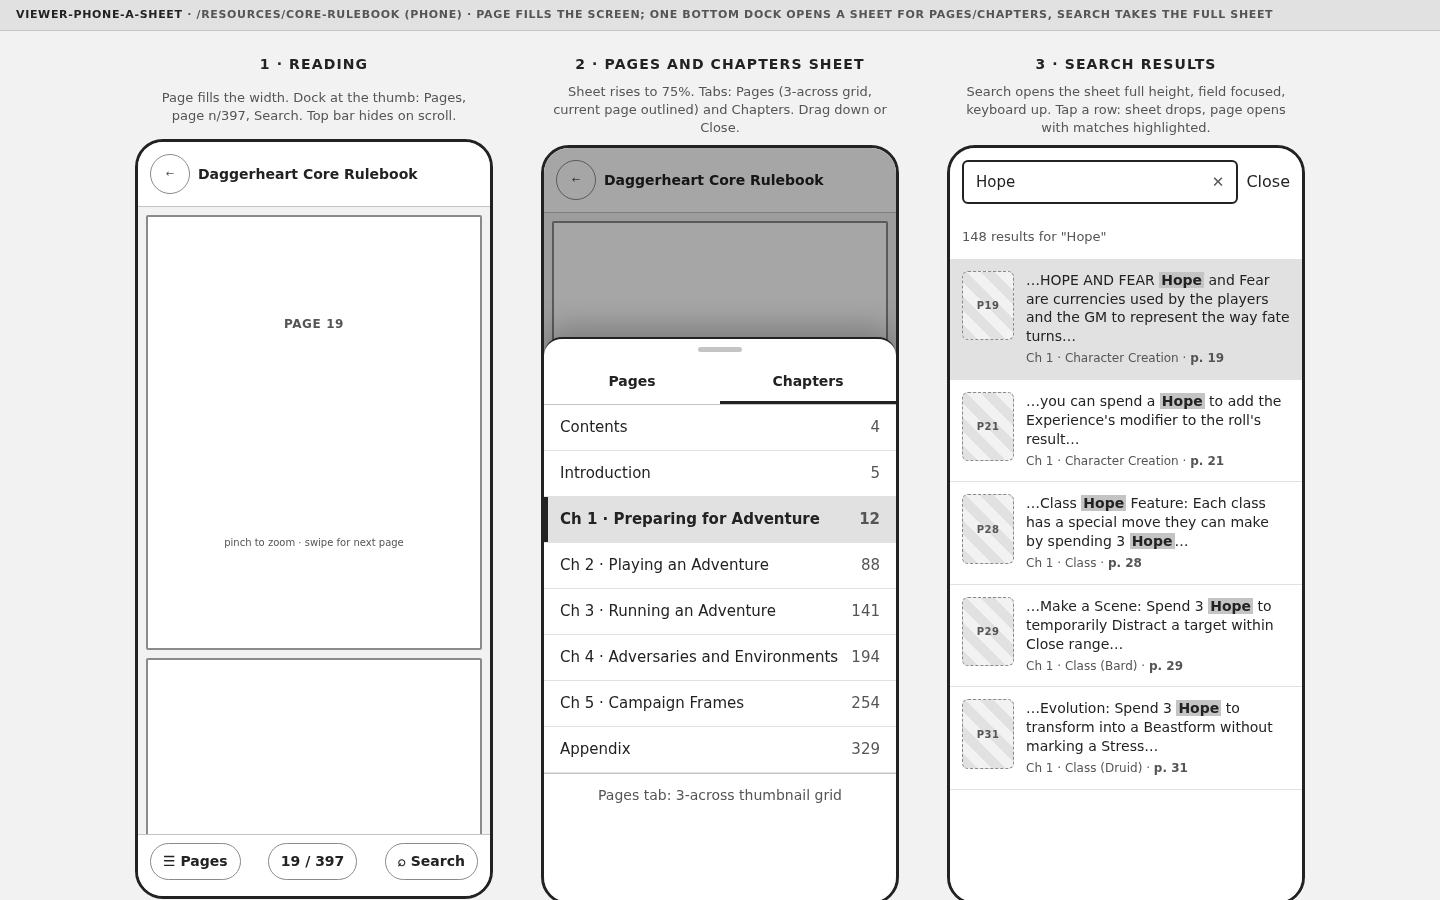 VIEWER-PHONE-A-SHEET · /RESOURCES/CORE-RULEBOOK (PHONE) · PAGE FILLS THE SCREEN; ONE BOTTOM DOCK OPENS A SHEET FOR PAGES/CHAPTERS, SEARCH TAKES THE FULL SHEET
1 · READING
Page fills the width. Dock at the thumb: Pages,
page n/397, Search. Top bar hides on scroll.
← Daggerheart Core Rulebook
PAGE 19
pinch to zoom · swipe for next page
☰ Pages
19 / 397
⌕ Search
2 · PAGES AND CHAPTERS SHEET
Sheet rises to 75%. Tabs: Pages (3-across grid,
current page outlined) and Chapters. Drag down or
Close.
← Daggerheart Core Rulebook
Pages Chapters
Contents 4
Introduction 5
Ch 1 · Preparing for Adventure 12
Ch 2 · Playing an Adventure 88
Ch 3 · Running an Adventure 141
Ch 4 · Adversaries and Environments 194
Ch 5 · Campaign Frames 254
Appendix 329
Pages tab: 3-across thumbnail grid
3 · SEARCH RESULTS
Search opens the sheet full height, field focused,
keyboard up. Tap a row: sheet drops, page opens
with matches highlighted.
Hope ✕ Close
148 results for "Hope"
P19
…HOPE AND FEAR Hope and Fear
are currencies used by the players
and the GM to represent the way fate
turns…
Ch 1 · Character Creation · p. 19
P21
…you can spend a Hope to add the
Experience's modifier to the roll's
result…
Ch 1 · Character Creation · p. 21
P28
…Class Hope Feature: Each class
has a special move they can make
by spending 3 Hope…
Ch 1 · Class · p. 28
P29
…Make a Scene: Spend 3 Hope to
temporarily Distract a target within
Close range…
Ch 1 · Class (Bard) · p. 29
P31
…Evolution: Spend 3 Hope to
transform into a Beastform without
marking a Stress…
Ch 1 · Class (Druid) · p. 31